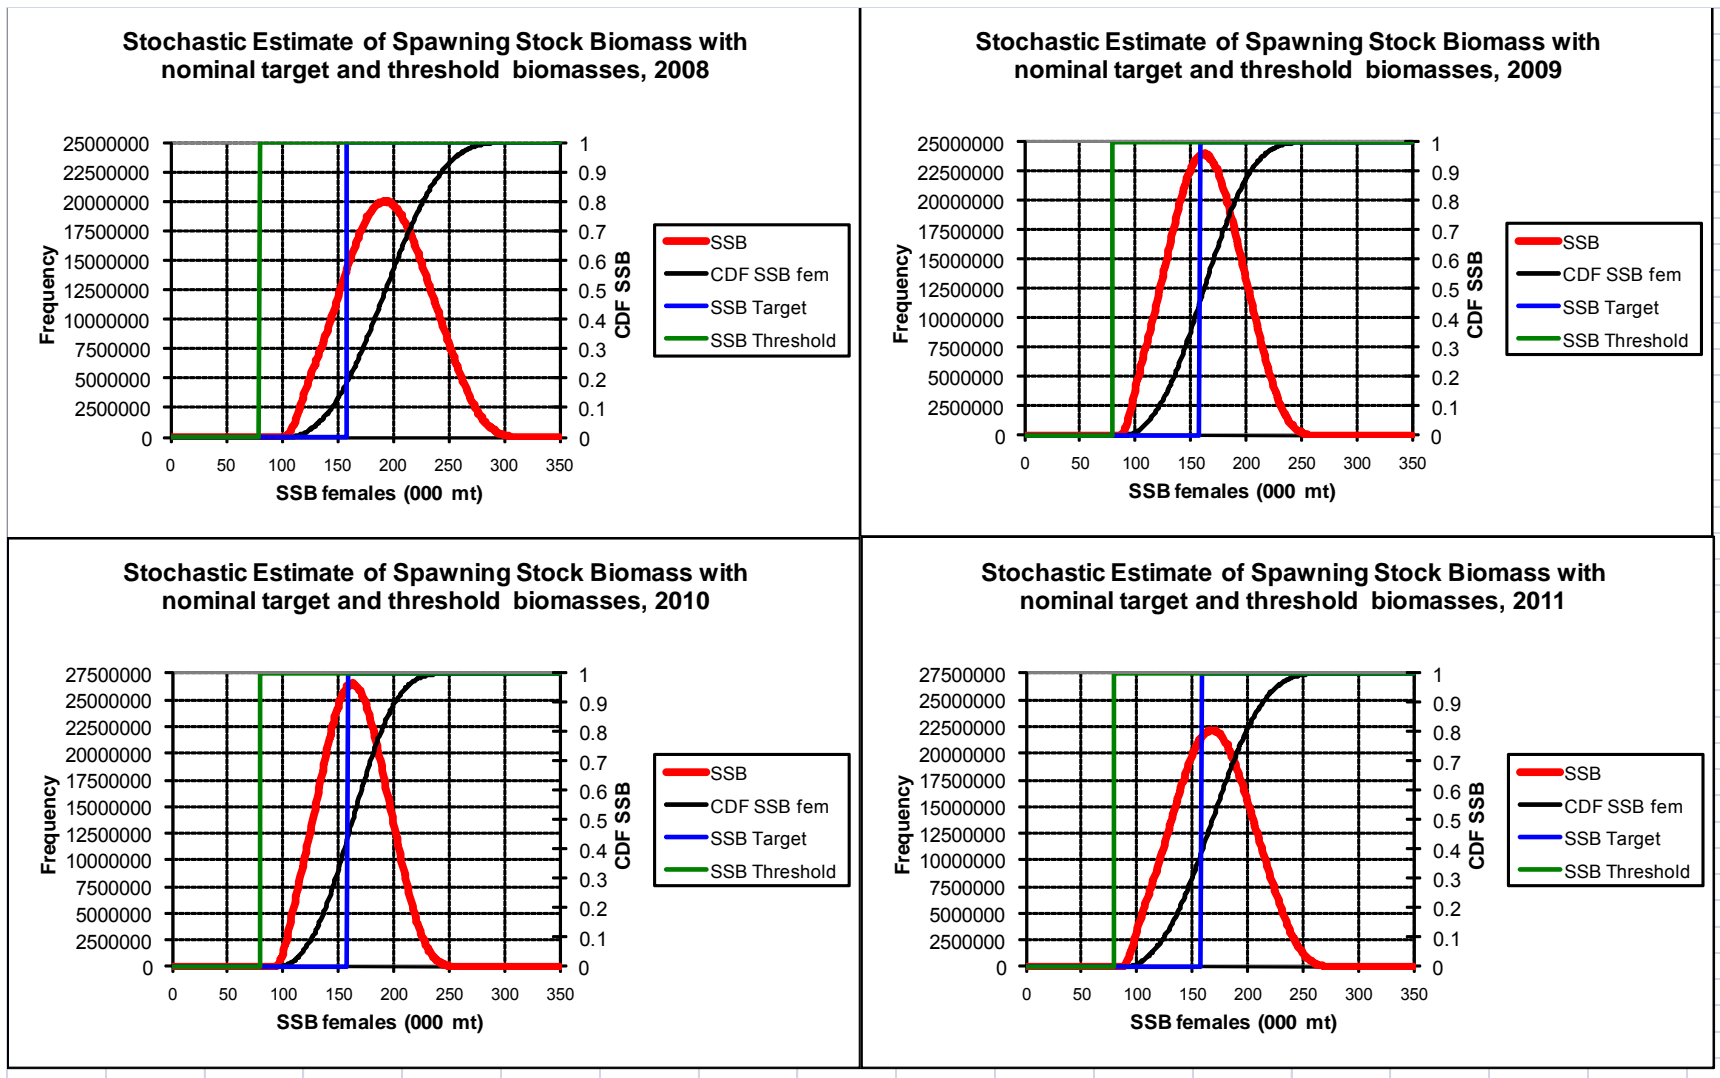 Stochastic Estimate of Spawning Stock Biomass with
nominal target and threshold biomasses, 2008
25000000
22500000
20000000
17500000
15000000
12500000
10000000
7500000
5000000
2500000
0
Frequency
1
0.9
0.8
0.7
0.6
0.5
0.4
0.3
0.2
0.1
0
CDF SSB
0 50 100 150 200 250 300 350
SSB females (000 mt)
SSB
CDF SSB fem
SSB Target
SSB Threshold
Stochastic Estimate of Spawning Stock Biomass with
nominal target and threshold biomasses, 2009
25000000
22500000
20000000
17500000
15000000
12500000
10000000
7500000
5000000
2500000
0
Frequency
1
0.9
0.8
0.7
0.6
0.5
0.4
0.3
0.2
0.1
0
CDF SSB
0 50 100 150 200 250 300 350
SSB females (000 mt)
SSB
CDF SSB fem
SSB Target
SSB Threshold
Stochastic Estimate of Spawning Stock Biomass with
nominal target and threshold biomasses, 2010
27500000
25000000
22500000
20000000
17500000
15000000
12500000
10000000
7500000
5000000
2500000
0
Frequency
1
0.9
0.8
0.7
0.6
0.5
0.4
0.3
0.2
0.1
0
CDF SSB
0 50 100 150 200 250 300 350
SSB females (000 mt)
SSB
CDF SSB fem
SSB Target
SSB Threshold
Stochastic Estimate of Spawning Stock Biomass with
nominal target and threshold biomasses, 2011
27500000
25000000
22500000
20000000
17500000
15000000
12500000
10000000
7500000
5000000
2500000
0
Frequency
1
0.9
0.8
0.7
0.6
0.5
0.4
0.3
0.2
0.1
0
CDF SSB
0 50 100 150 200 250 300 350
SSB females (000 mt)
SSB
CDF SSB fem
SSB Target
SSB Threshold